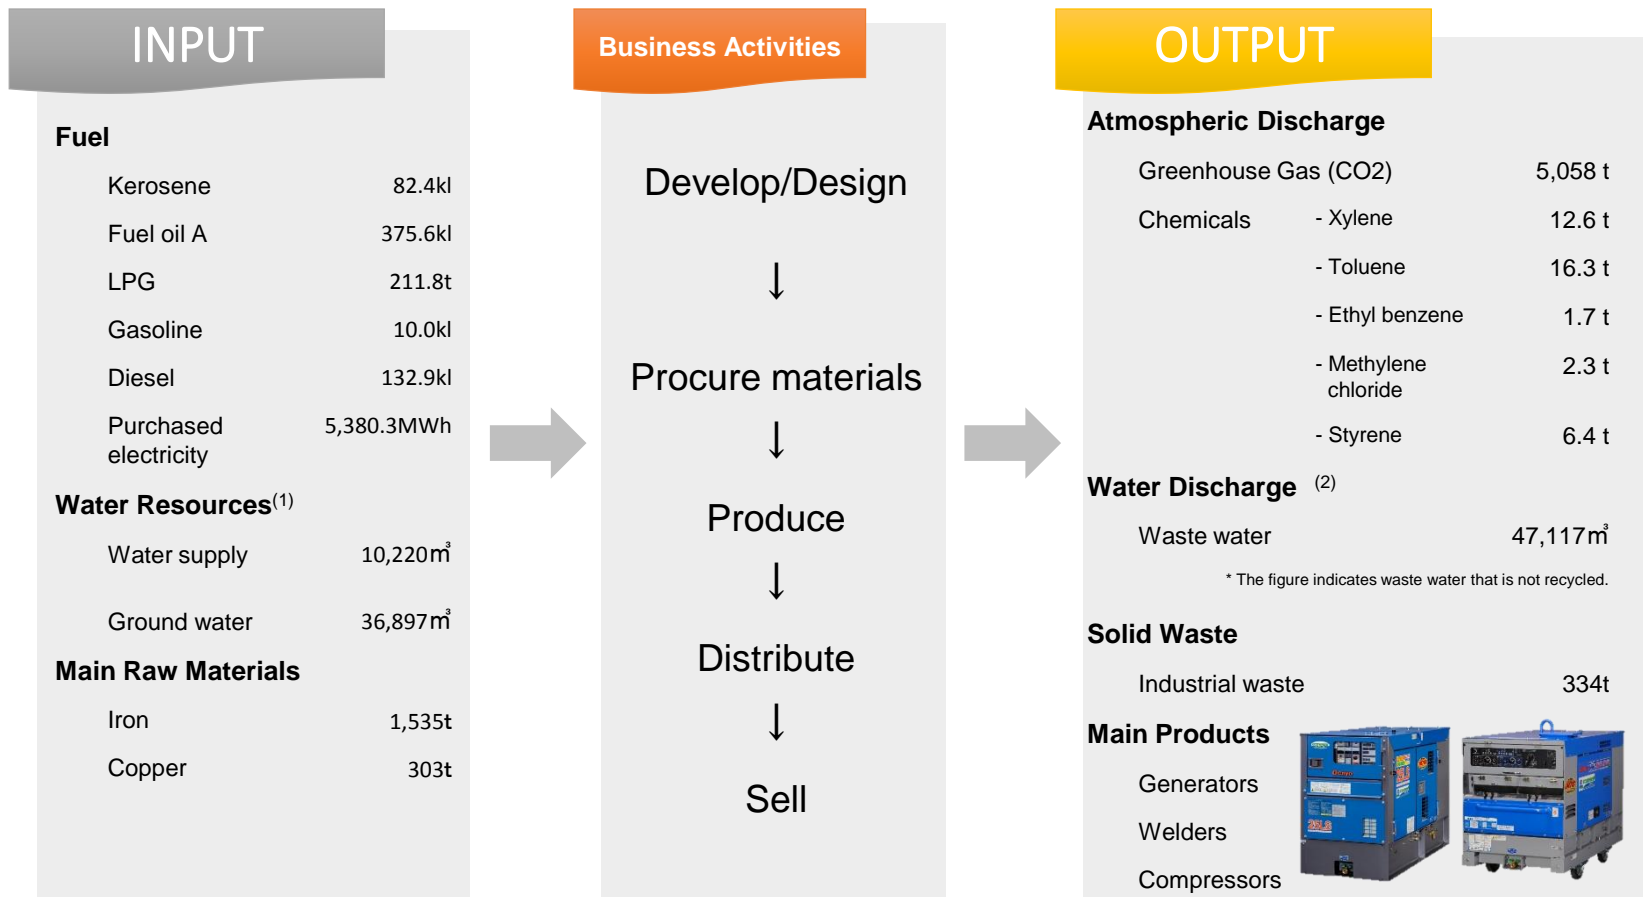 INPUT
Fuel
Kerosene 82.4kl
Fuel oil A 375.6kl
LPG 211.8t
Gasoline 10.0kl
Diesel 132.9kl
Purchased electricity 5,380.3MWh
Water Resources(1)
Water supply 10,220㎥
Ground water 36,897㎥
Main Raw Materials
Iron 1,535t
Copper 303t
Business Activities
Develop/Design
↓
Procure materials
↓
Produce
↓
Distribute
↓
Sell
OUTPUT
Atmospheric Discharge
Greenhouse Gas (CO2) 5,058 t
Chemicals - Xylene 12.6 t
- Toluene 16.3 t
- Ethyl benzene 1.7 t
- Methylene chloride 2.3 t
- Styrene 6.4 t
Water Discharge (2)
Waste water 47,117㎥
* The figure indicates waste water that is not recycled.
Solid Waste
Industrial waste 334t
Main Products
Generators
Welders
Compressors
Denyo